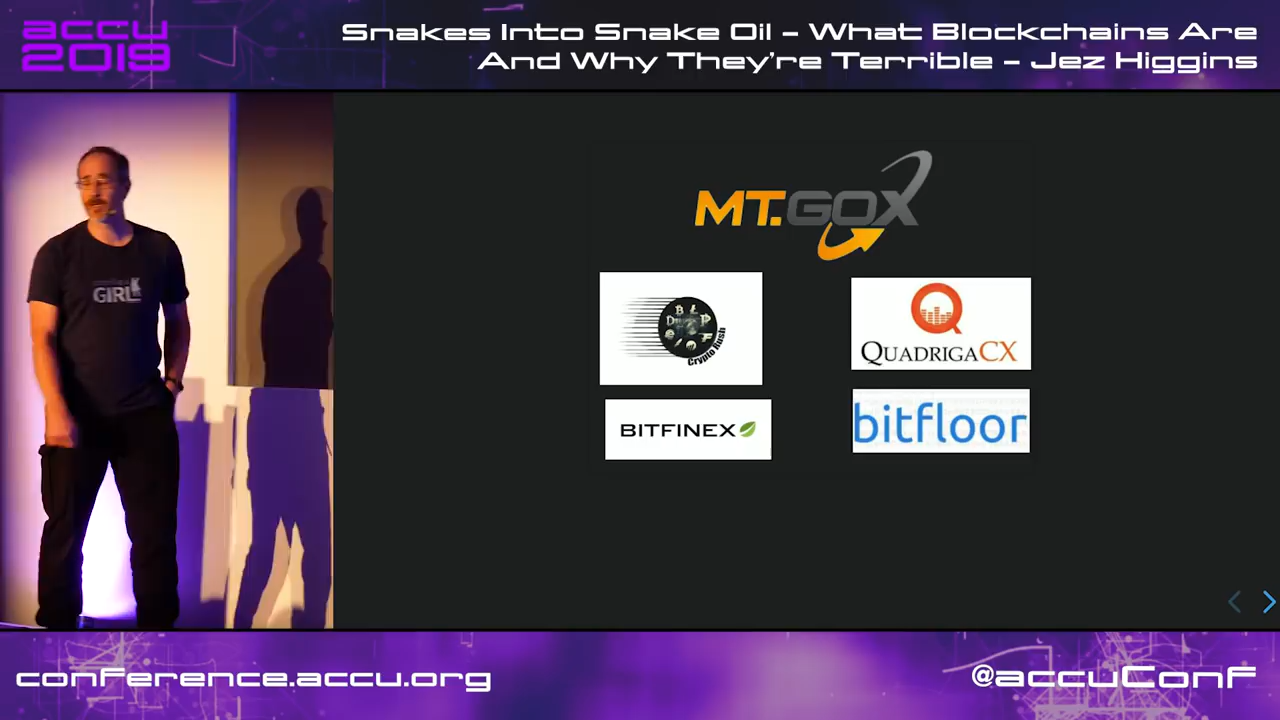 accu
2019
Snakes Into Snake Oil – What Blockchains Are
And Why They're Terrible – Jez Higgins
GIRL
MT.GOX
Crypto Rush
QUADRIGACX
BITFINEX
bitfloor
conference.accu.org
@accuConf